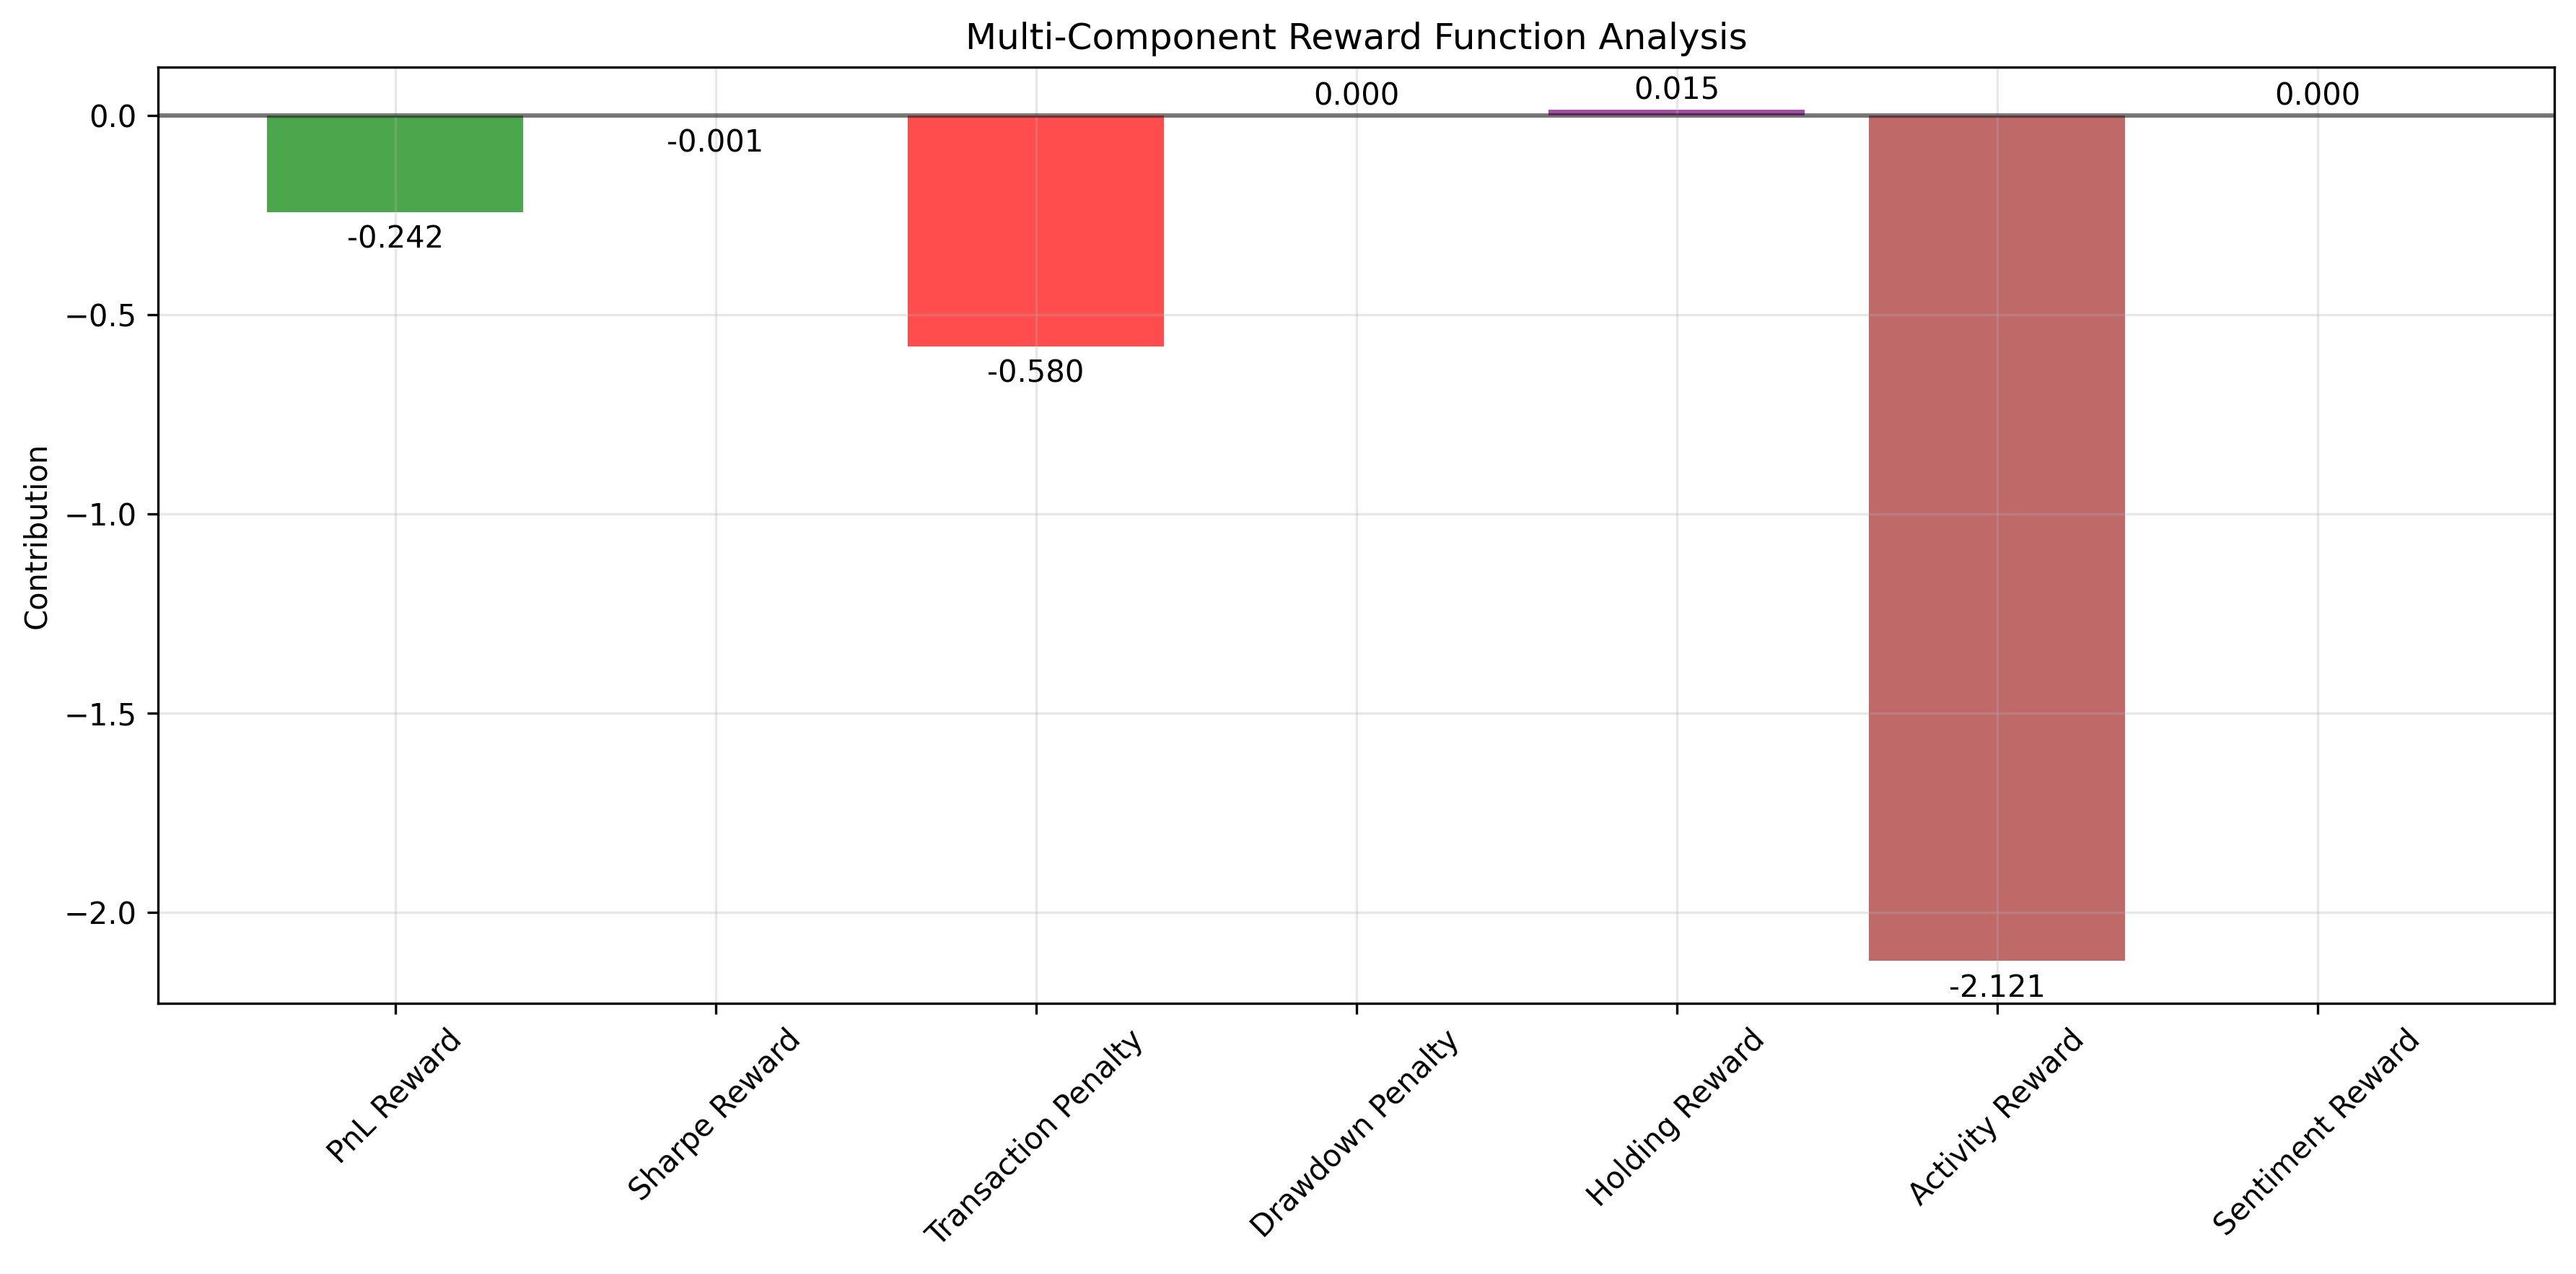 Multi-Component Reward Function Analysis
Contribution
0.0
−0.5
−1.0
−1.5
−2.0
-0.242
-0.001
-0.580
0.000
0.015
-2.121
0.000
PnL Reward
Sharpe Reward
Transaction Penalty
Drawdown Penalty
Holding Reward
Activity Reward
Sentiment Reward